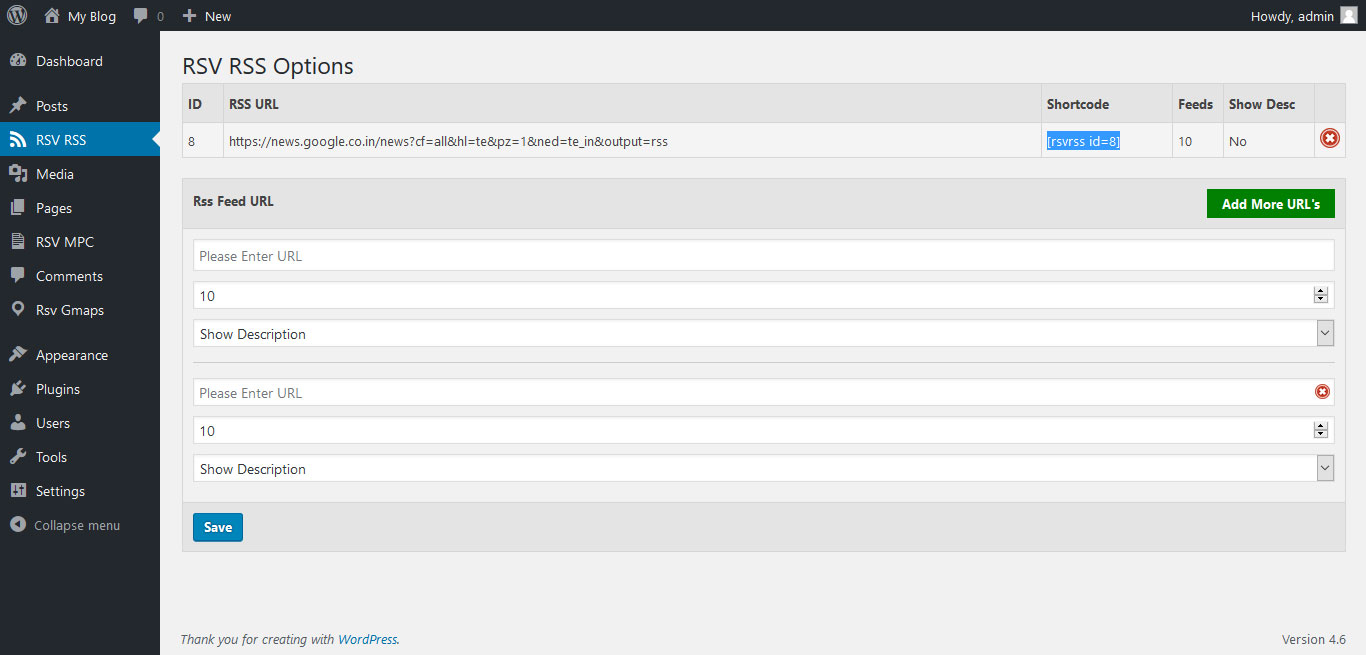 My Blog 0 New Howdy, admin
Dashboard
Posts
RSV RSS
Media
Pages
RSV MPC
Comments
Rsv Gmaps
Appearance
Plugins
Users
Tools
Settings
Collapse menu
RSV RSS Options
ID RSS URL Shortcode Feeds Show Desc
8 https://news.google.co.in/news?cf=all&hl=te&pz=1&ned=te_in&output=rss [rsvrss id=8] 10 No
Rss Feed URL Add More URL's
Please Enter URL
10
Show Description
Please Enter URL
10
Show Description
Save
Thank you for creating with WordPress. Version 4.6